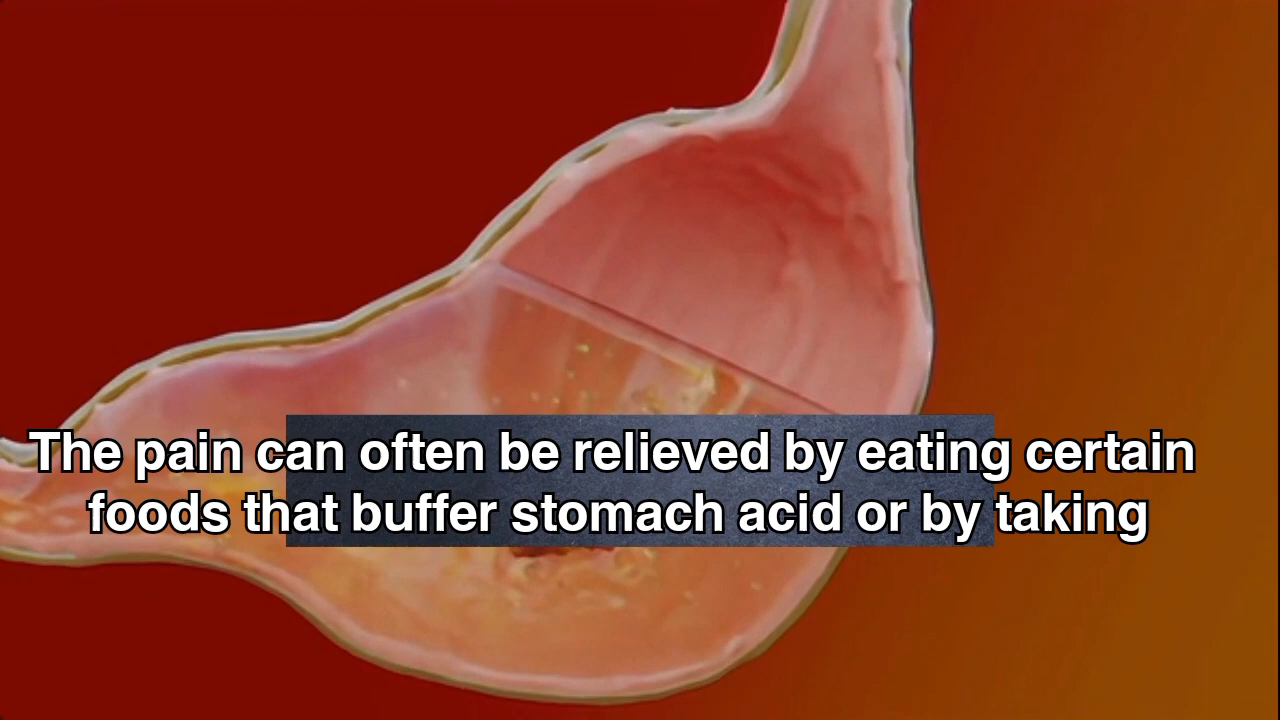 The pain can often be relieved by eating certain
foods that buffer stomach acid or by taking